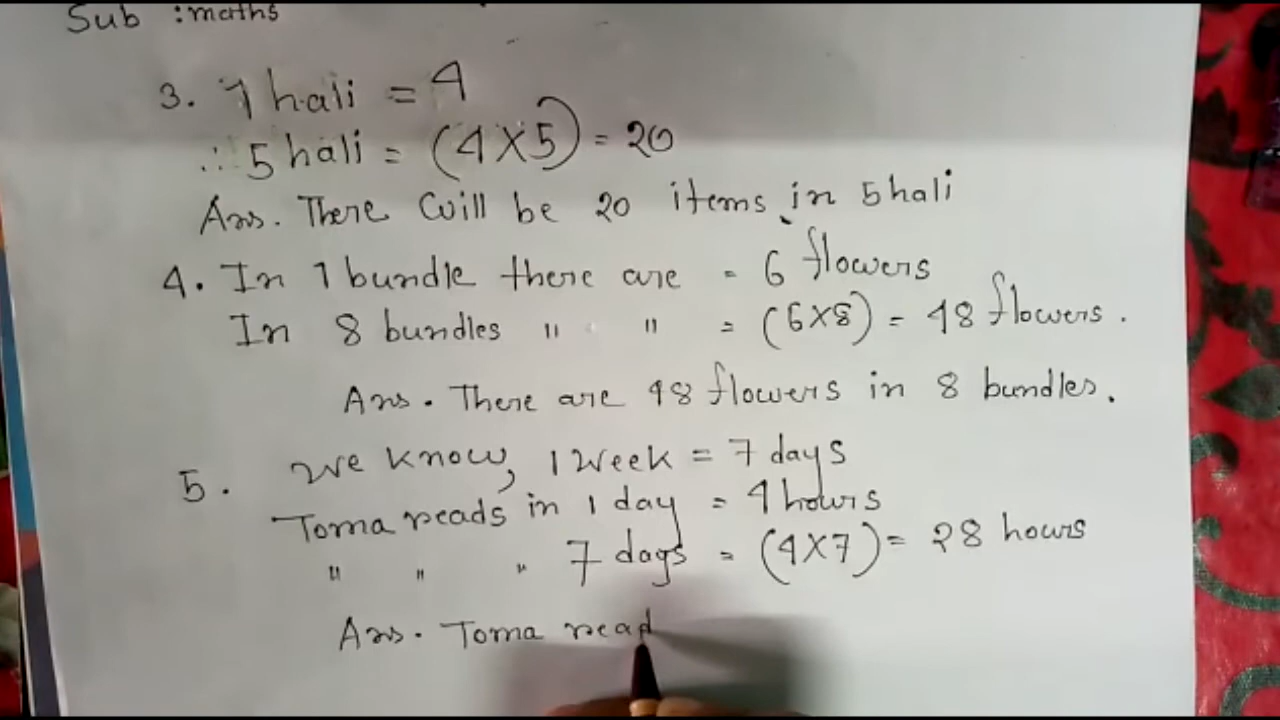 Sub : maths
3. 1 hali = 4
∴ 5 hali = (4×5) = 20
Ans. There will be 20 items in 5 hali
4. In 1 bundle there are = 6 flowers
In 8 bundles " " = (6×8) = 48 flowers.
Ans. There are 48 flowers in 8 bundles.
5. We know, 1 week = 7 days
Toma reads in 1 day = 4 hours
" " " 7 days = (4×7) = 28 hours
Ans. Toma read